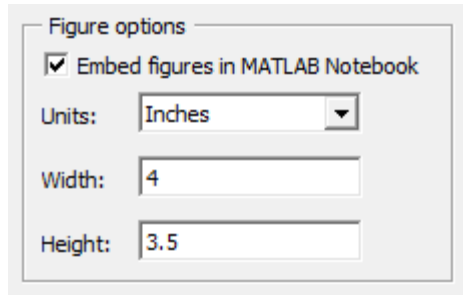 Figure options
Embed figures in MATLAB Notebook
Units: Inches
Width: 4
Height: 3.5